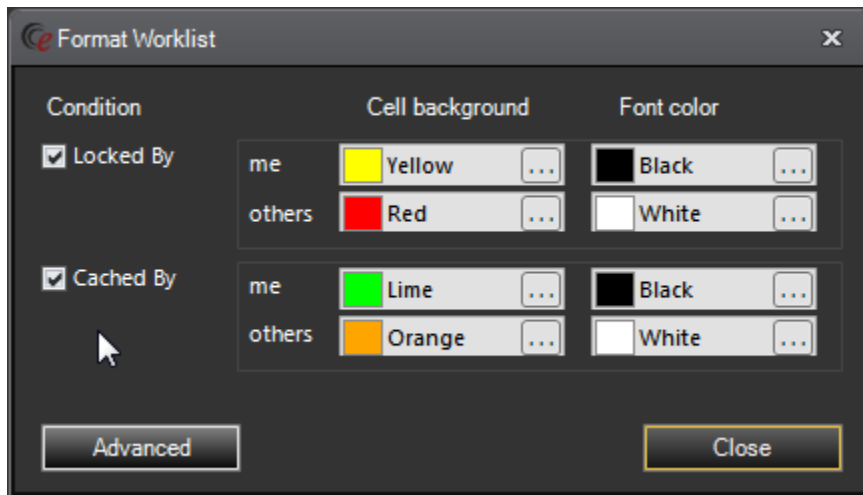 Format Worklist
Condition Cell background Font color
Locked By me Yellow ... Black ...
others Red ... White ...
Cached By me Lime ... Black ...
others Orange ... White ...
Advanced Close